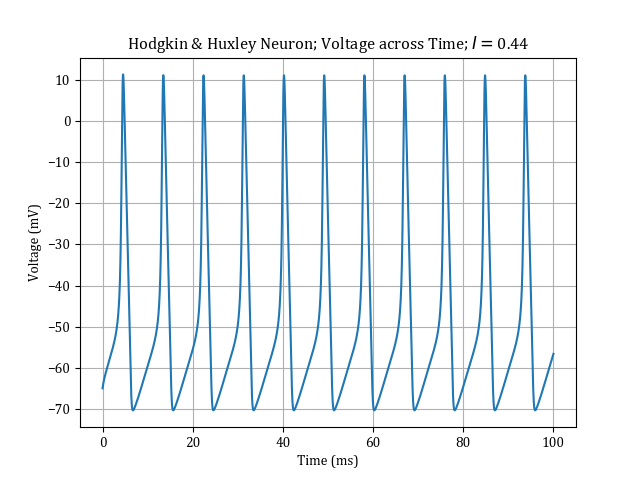 Hodgkin & Huxley Neuron; Voltage across Time; I = 0.44
10
0
−10
−20
−30
−40
−50
−60
−70
Voltage (mV)
0 20 40 60 80 100
Time (ms)